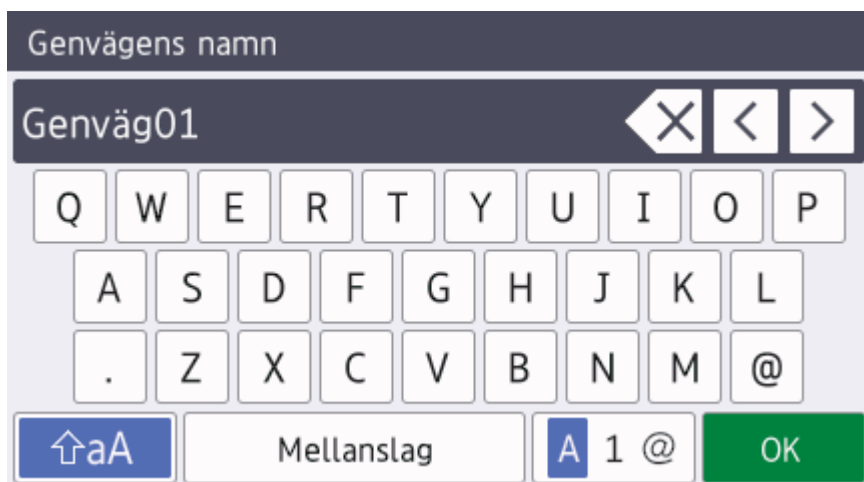 Genvägens namn
Genväg01
Q W E R T Y U I O P
A S D F G H J K L
. Z X C V B N M @
aA Mellanslag A 1 @ OK